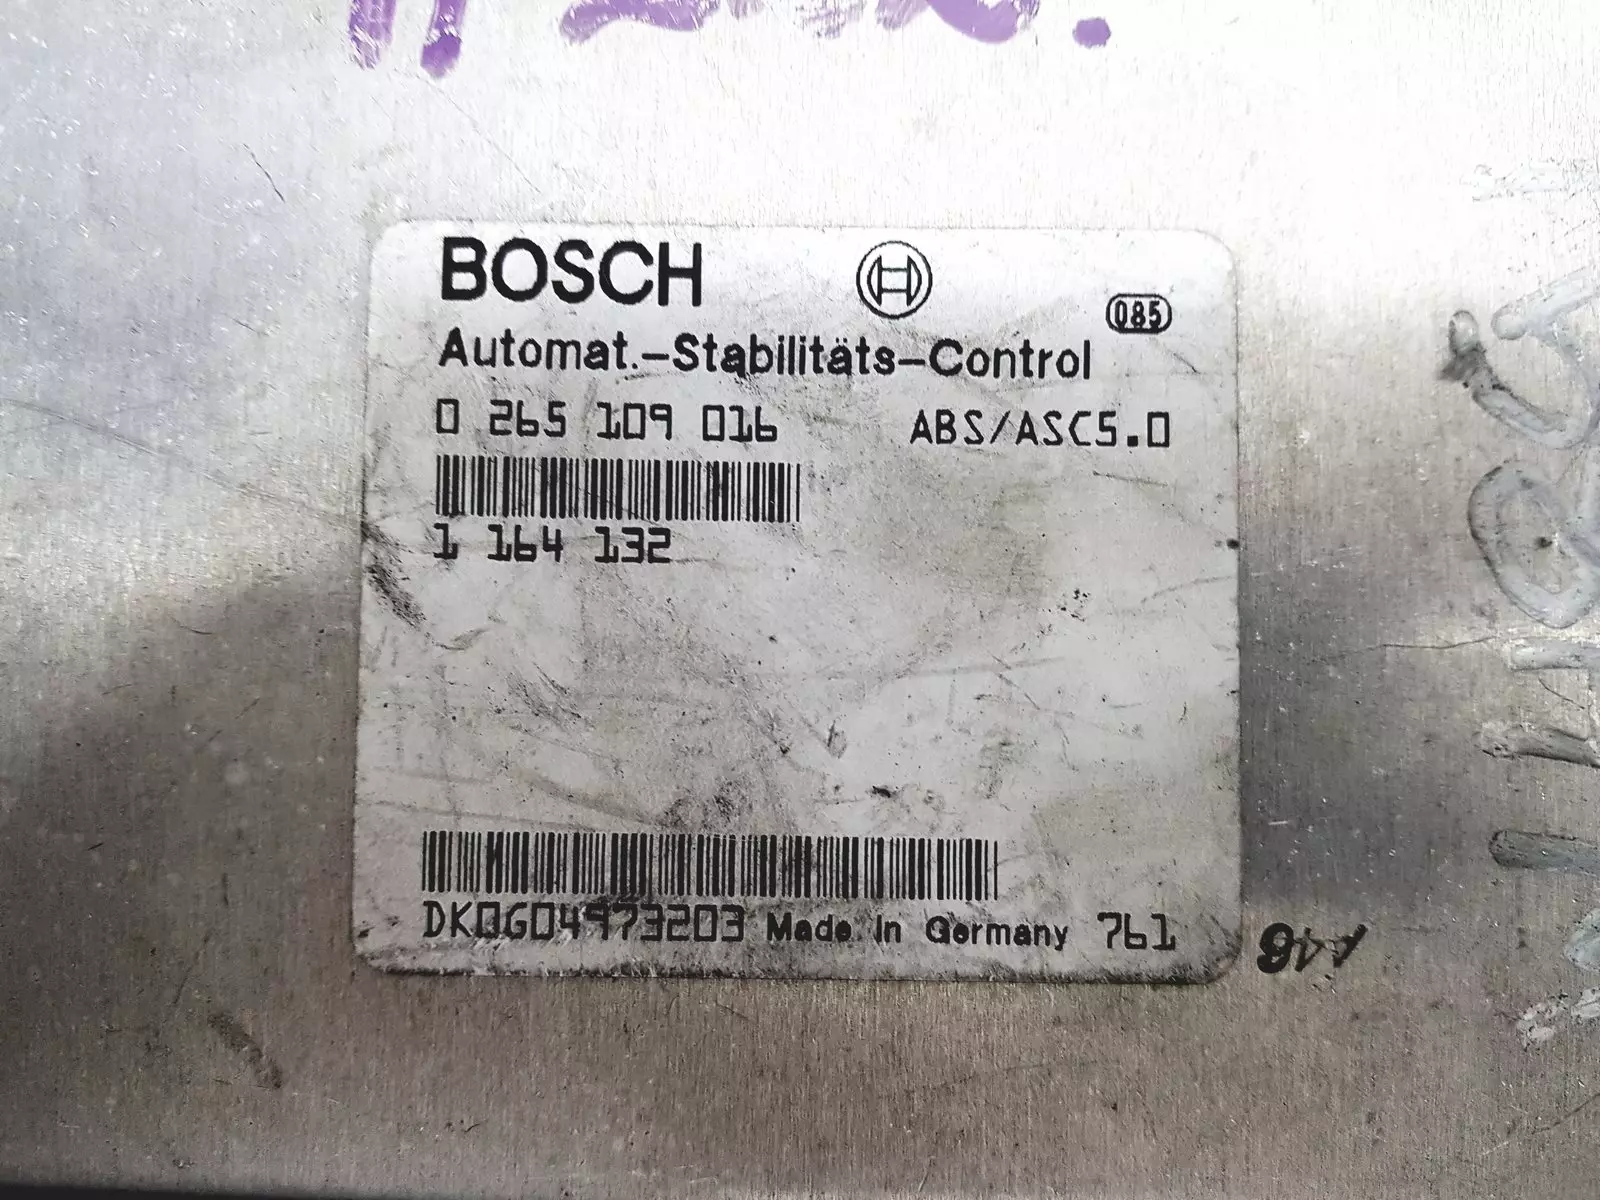 BOSCH
085
Automat.-Stabilitäts-Control
0 265 109 016 ABS/ASC5.0
1 164 132
DK0G04973203 Made in Germany 761